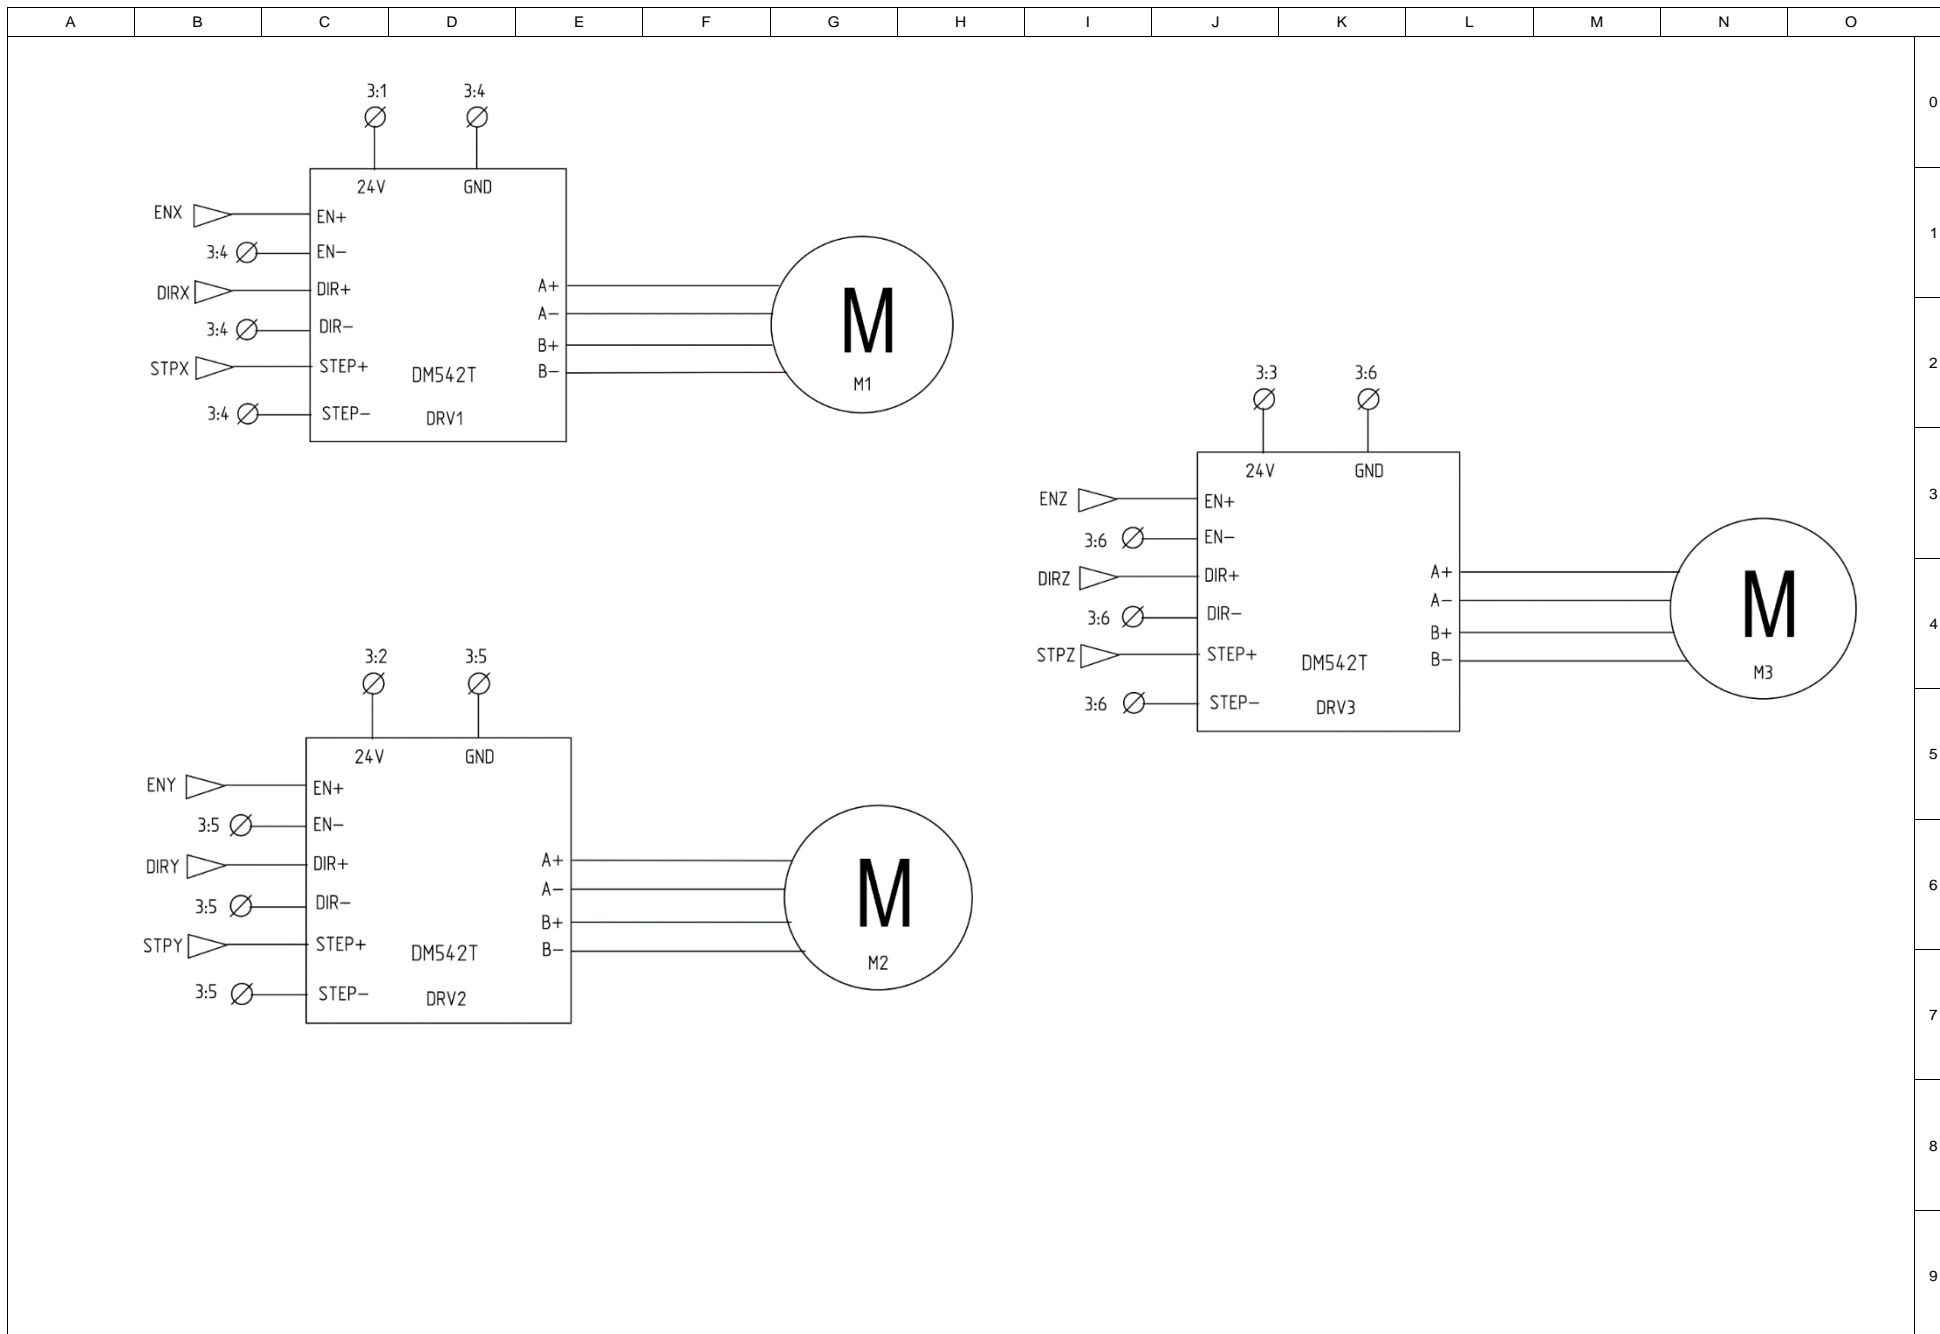 A B C D E F G H I J K L M N O
0
1
2
3
4
5
6
7
8
9
3:1 3:4
24V GND
ENX EN+
3:4 EN−
DIRX DIR+
3:4 DIR−
STPX STEP+
3:4 STEP−
A+
A−
B+
B−
DM542T
DRV1
M
M1
3:2 3:5
24V GND
ENY EN+
3:5 EN−
DIRY DIR+
3:5 DIR−
STPY STEP+
3:5 STEP−
A+
A−
B+
B−
DM542T
DRV2
M
M2
3:3 3:6
24V GND
ENZ EN+
3:6 EN−
DIRZ DIR+
3:6 DIR−
STPZ STEP+
3:6 STEP−
A+
A−
B+
B−
DM542T
DRV3
M
M3